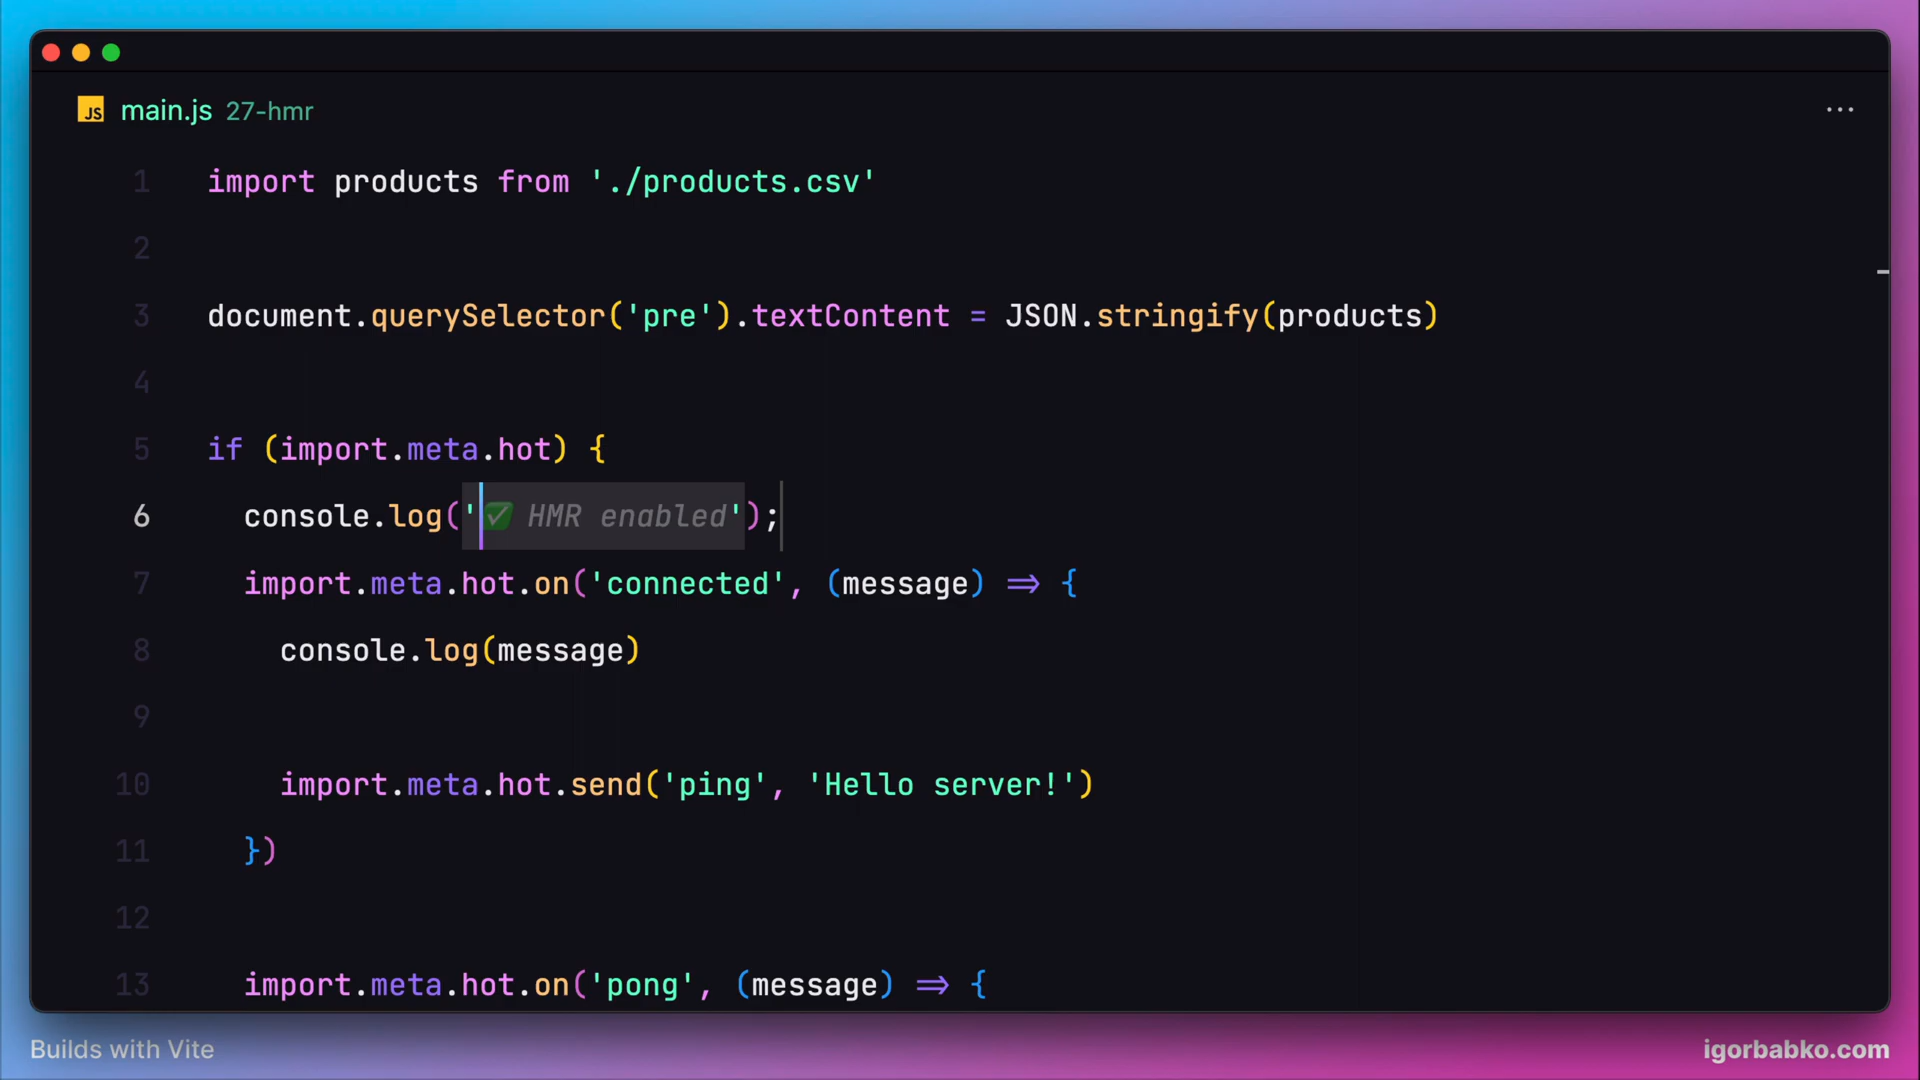 JS main.js 27-hmr ...
1 import products from './products.csv'
2
3 document.querySelector('pre').textContent = JSON.stringify(products)
4
5 if (import.meta.hot) {
6 console.log('✅ HMR enabled');
7 import.meta.hot.on('connected', (message) => {
8 console.log(message)
9
10 import.meta.hot.send('ping', 'Hello server!')
11 })
12
13 import.meta.hot.on('pong', (message) => {
Builds with Vite
igorbabko.com